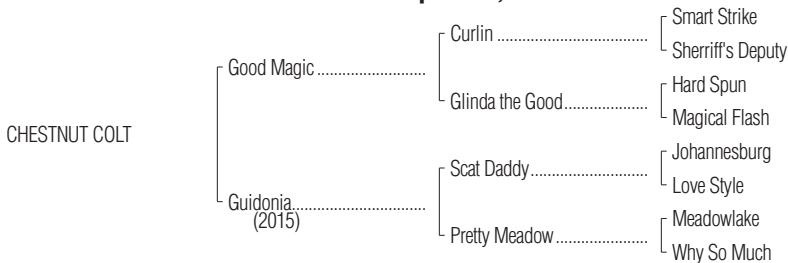 Smart Strike
Curlin ..........................................
Sherriff's Deputy
Good Magic ..............................
Hard Spun
Glinda the Good.......................
Magical Flash
CHESTNUT COLT
Johannesburg
Scat Daddy................................
Love Style
Guidonia.....................................
(2015)
Meadowlake
Pretty Meadow .........................
Why So Much